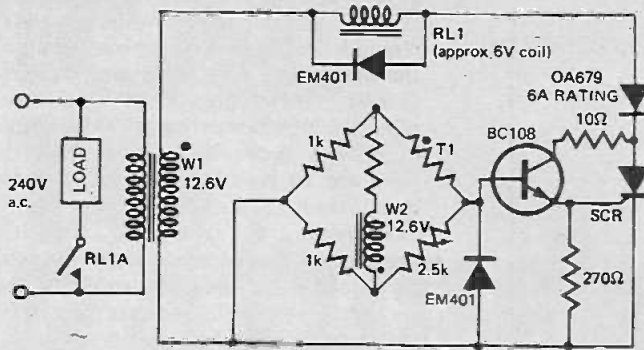 RL1
(approx. 6V coil)
EM401
OA679
6A RATING
10Ω
BC108
1k
T1
W1
12.6V
240V
a.c.
LOAD
W2
12.6V
SCR
RL1A
1k
2.5k
EM401
270Ω